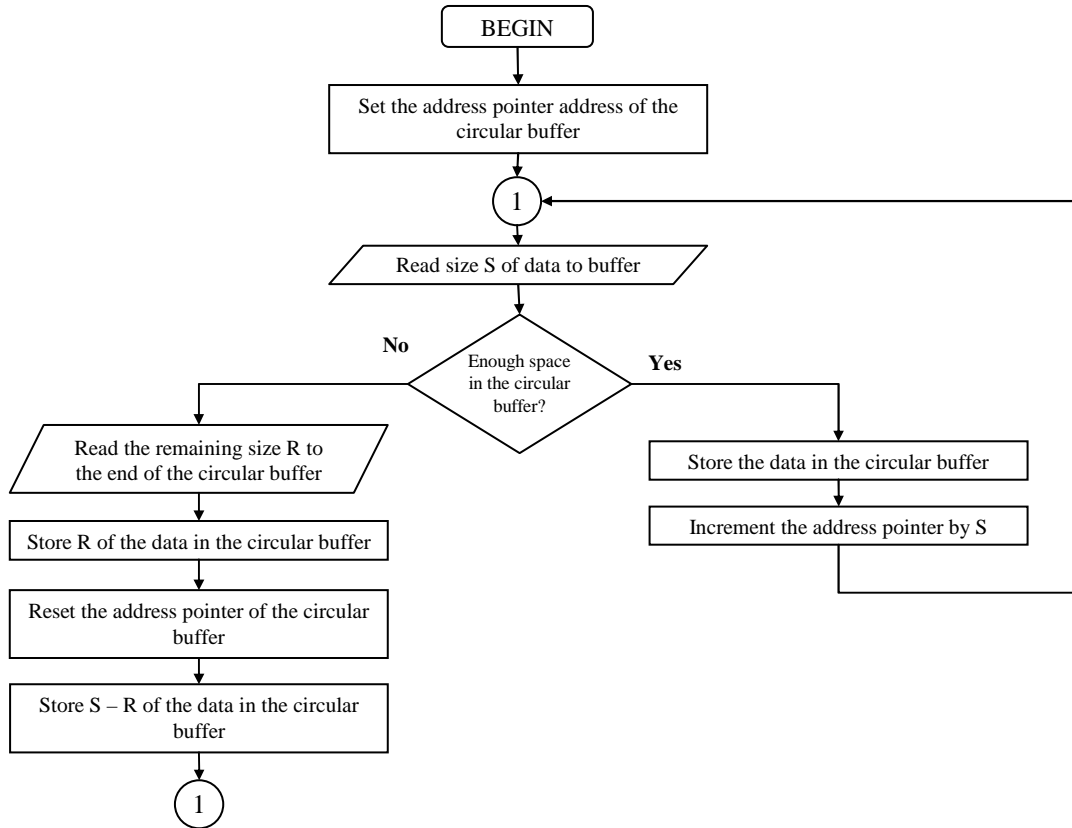 BEGIN
Set the address pointer address of the
circular buffer
1
Read size S of data to buffer
Enough space
in the circular
buffer?
No
Yes
Read the remaining size R to
the end of the circular buffer
Store R of the data in the circular buffer
Reset the address pointer of the circular
buffer
Store S – R of the data in the circular
buffer
1
Store the data in the circular buffer
Increment the address pointer by S